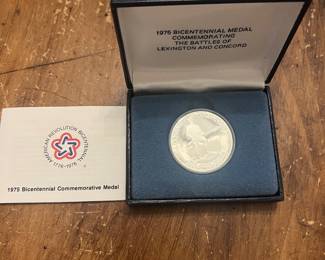 1975 BICENTENNIAL MEDAL
COMMEMORATING
THE BATTLES OF
LEXINGTON AND CONCORD
AMERICAN REVOLUTION BICENTENNIAL
1776-1976
1975 Bicentennial Commemorative Medal